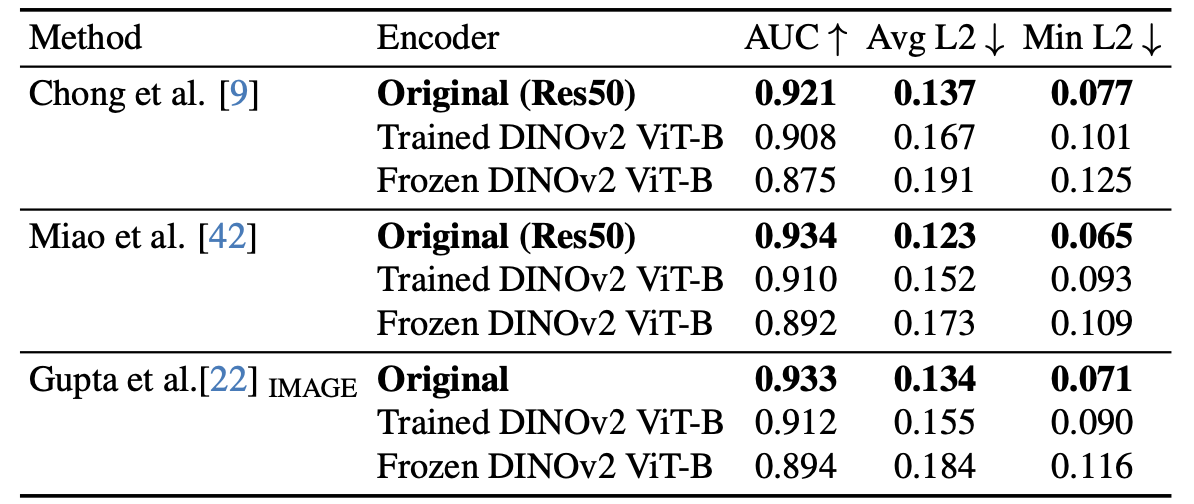 Method Encoder AUC ↑ Avg L2 ↓ Min L2 ↓
Chong et al. [9] Original (Res50) 0.921 0.137 0.077
Trained DINOv2 ViT-B 0.908 0.167 0.101
Frozen DINOv2 ViT-B 0.875 0.191 0.125
Miao et al. [42] Original (Res50) 0.934 0.123 0.065
Trained DINOv2 ViT-B 0.910 0.152 0.093
Frozen DINOv2 ViT-B 0.892 0.173 0.109
Gupta et al.[22] IMAGE Original 0.933 0.134 0.071
Trained DINOv2 ViT-B 0.912 0.155 0.090
Frozen DINOv2 ViT-B 0.894 0.184 0.116